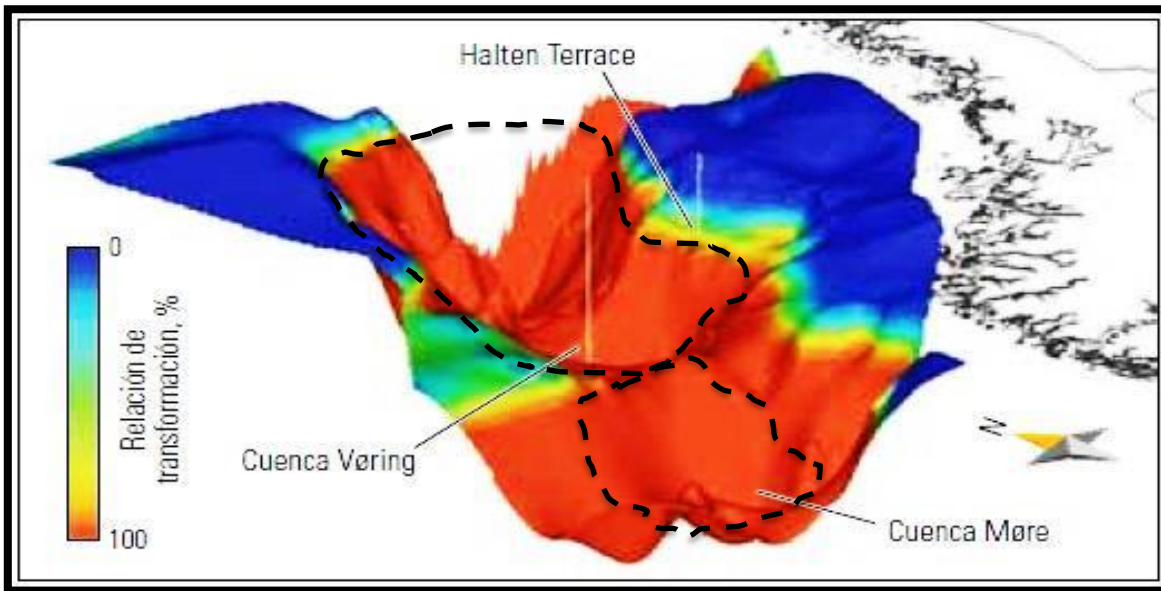 Halten Terrace
0
Relación de
transformación, %
100
Cuenca Vøring
N
Cuenca Møre